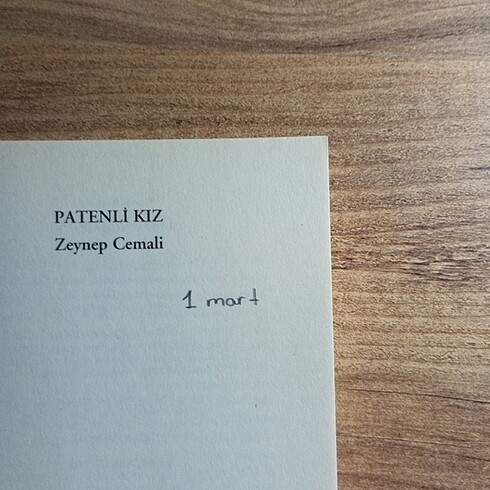 PATENLİ KIZ
Zeynep Cemali
1 mart